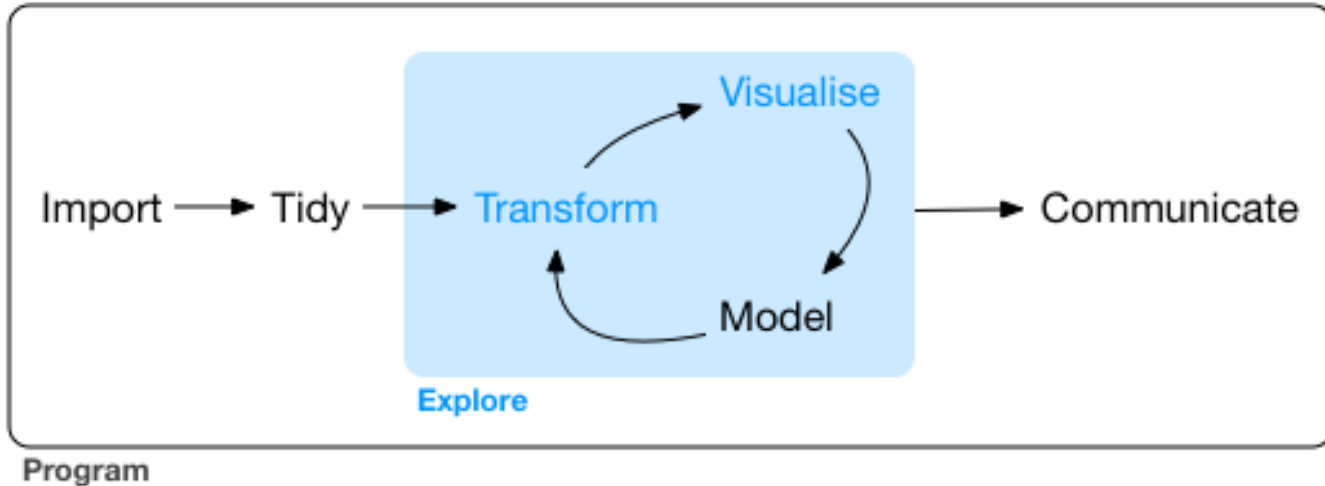 Visualise
Import
Tidy
Transform
Communicate
Model
Explore
Program